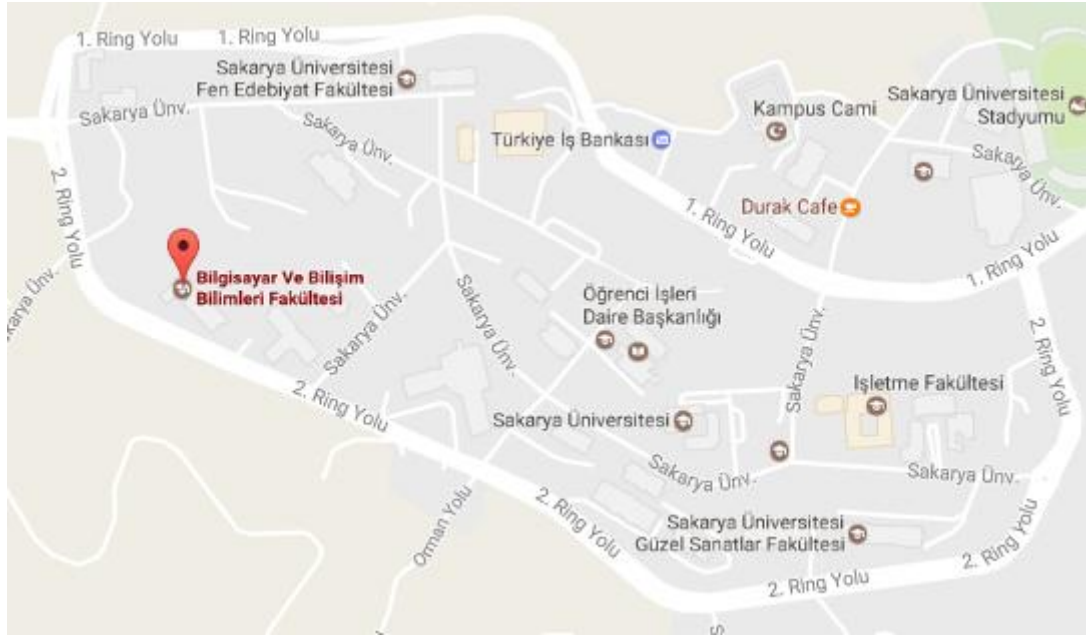 1. Ring Yolu
1. Ring Yolu
Sakarya Üniversitesi
Fen Edebiyat Fakültesi
Sakarya Ünv.
Sakarya Ünv.
Türkiye İş Bankası
Kampus Cami
Sakarya Üniversitesi
Stadyumu
Sakarya Ünv.
Durak Cafe
1. Ring Yolu
1. Ring Yolu
2. Ring Yolu
Bilgisayar Ve Bilişim
Bilimleri Fakültesi
Sakarya Ünv.
Sakarya Ünv.
Sakarya Ünv.
Öğrenci İşleri
Daire Başkanlığı
Sakarya Ünv.
2. Ring Yolu
İşletme Fakültesi
2. Ring Yolu
Sakarya Üniversitesi
Sakarya Ünv.
Sakarya Ünv.
Orman Yolu
2. Ring Yolu
Sakarya Üniversitesi
Güzel Sanatlar Fakültesi
2. Ring Yolu
2. Ring Yolu